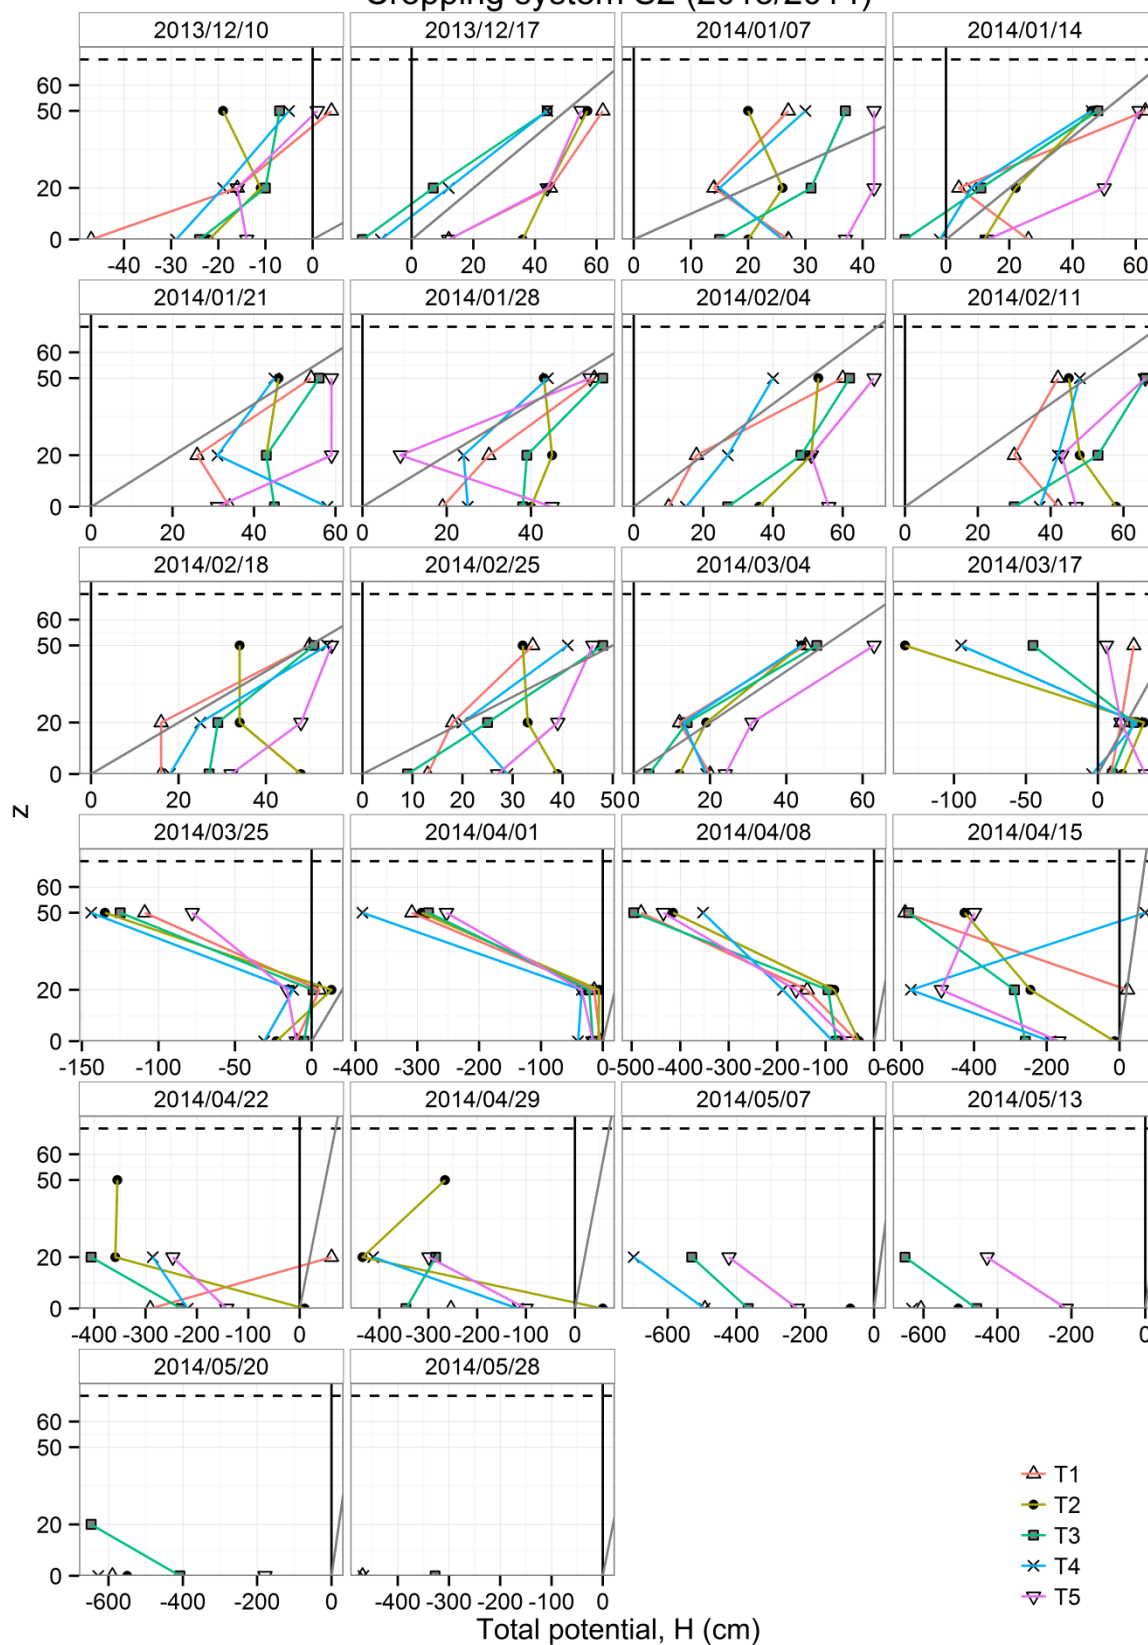 Cropping system S2 (2013/2014)
2013/12/10 2013/12/17 2014/01/07 2014/01/14
60
50
20
0
-40 -30 -20 -10 0 0 20 40 60 0 10 20 30 40 0 20 40 60
2014/01/21 2014/01/28 2014/02/04 2014/02/11
60
50
20
0
0 20 40 60 0 20 40 0 20 40 60 0 20 40 60
2014/02/18 2014/02/25 2014/03/04 2014/03/17
60
50
20
0
0 20 40 0 10 20 30 40 50 0 20 40 60 -100 -50 0
z
2014/03/25 2014/04/01 2014/04/08 2014/04/15
60
50
20
0
-150 -100 -50 0 -400 -300 -200 -100 0 -500 -400 -300 -200 -100 0 -600 -400 -200 0
2014/04/22 2014/04/29 2014/05/07 2014/05/13
60
50
20
0
-400 -300 -200 -100 0 -400 -300 -200 -100 0 -600 -400 -200 0 -600 -400 -200 0
2014/05/20 2014/05/28
60
50
20
0
-600 -400 -200 0 -400 -300 -200 -100 0
T1
T2
T3
T4
T5
Total potential, H (cm)